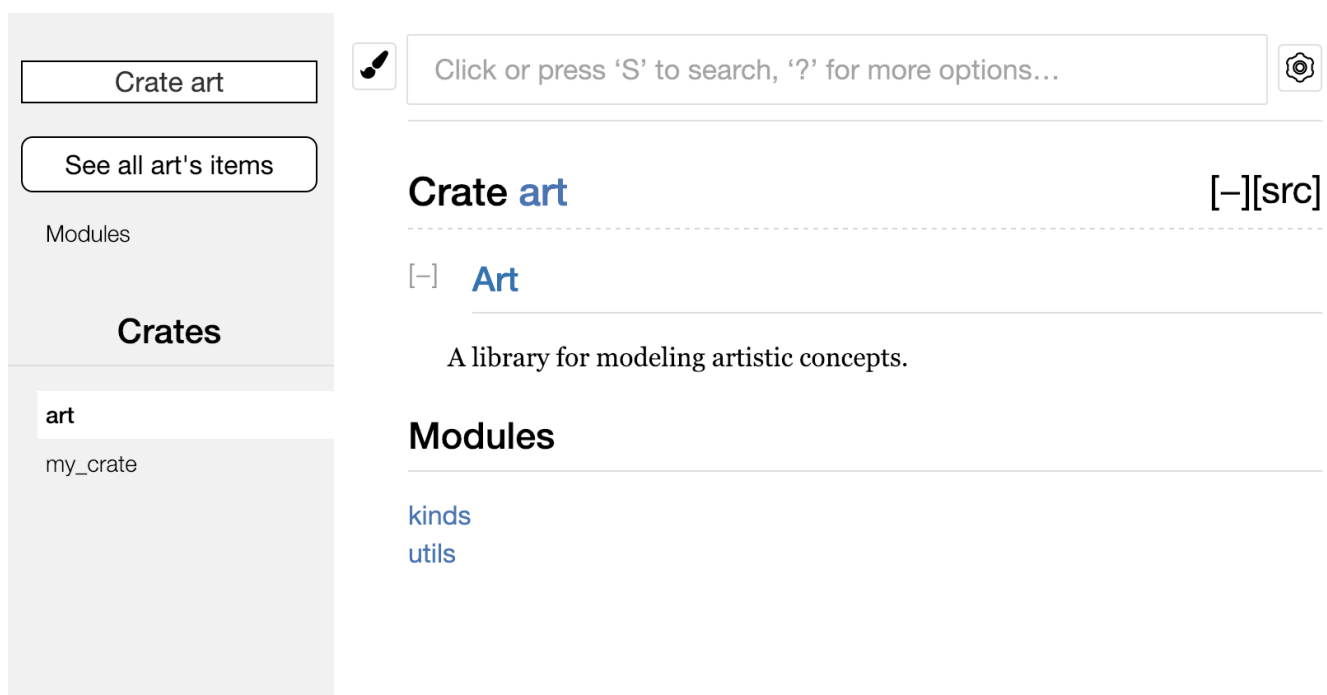 Crate art
See all art's items
Modules
Crates
art
my_crate
Click or press ‘S’ to search, ‘?’ for more options…
Crate art
[−][src]
[−] Art
A library for modeling artistic concepts.
Modules
kinds
utils